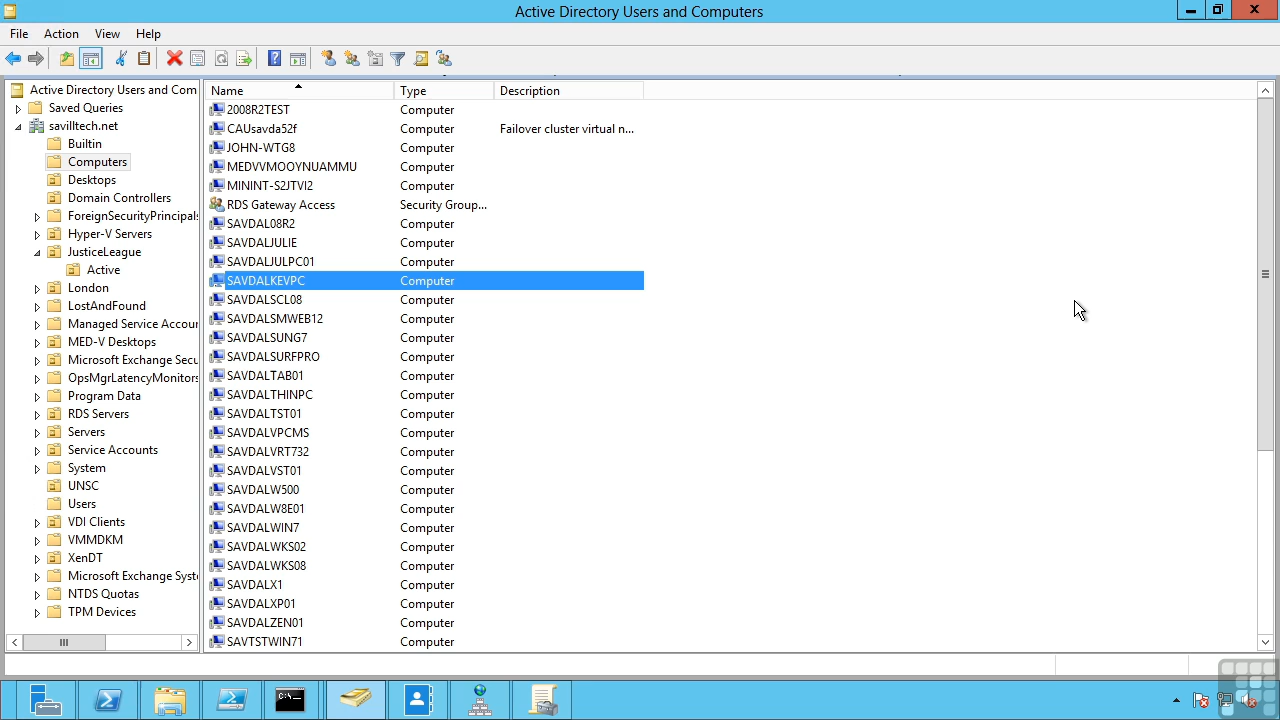 Active Directory Users and Computers
File Action View Help
Active Directory Users and Com
Saved Queries
savilltech.net
Builtin
Computers
Desktops
Domain Controllers
ForeignSecurityPrincipal
Hyper-V Servers
JusticeLeague
Active
London
LostAndFound
Managed Service Accour
MED-V Desktops
Microsoft Exchange Secu
OpsMgrLatencyMonitors
Program Data
RDS Servers
Servers
Service Accounts
System
UNSC
Users
VDI Clients
VMMDKM
XenDT
Microsoft Exchange Syst
NTDS Quotas
TPM Devices
Name Type Description
2008R2TEST Computer
CAUsavda52f Computer Failover cluster virtual n...
JOHN-WTG8 Computer
MEDVVMOOYNUAMMU Computer
MININT-S2JTVI2 Computer
RDS Gateway Access Security Group...
SAVDAL08R2 Computer
SAVDALJULIE Computer
SAVDALJULPC01 Computer
SAVDALKEVPC Computer
SAVDALSCL08 Computer
SAVDALSMWEB12 Computer
SAVDALSUNG7 Computer
SAVDALSURFPRO Computer
SAVDALTAB01 Computer
SAVDALTHINPC Computer
SAVDALTST01 Computer
SAVDALVPCMS Computer
SAVDALVRT732 Computer
SAVDALVST01 Computer
SAVDALW500 Computer
SAVDALW8E01 Computer
SAVDALWIN7 Computer
SAVDALWKS02 Computer
SAVDALWKS08 Computer
SAVDALX1 Computer
SAVDALXP01 Computer
SAVDALZEN01 Computer
SAVTSTWIN71 Computer